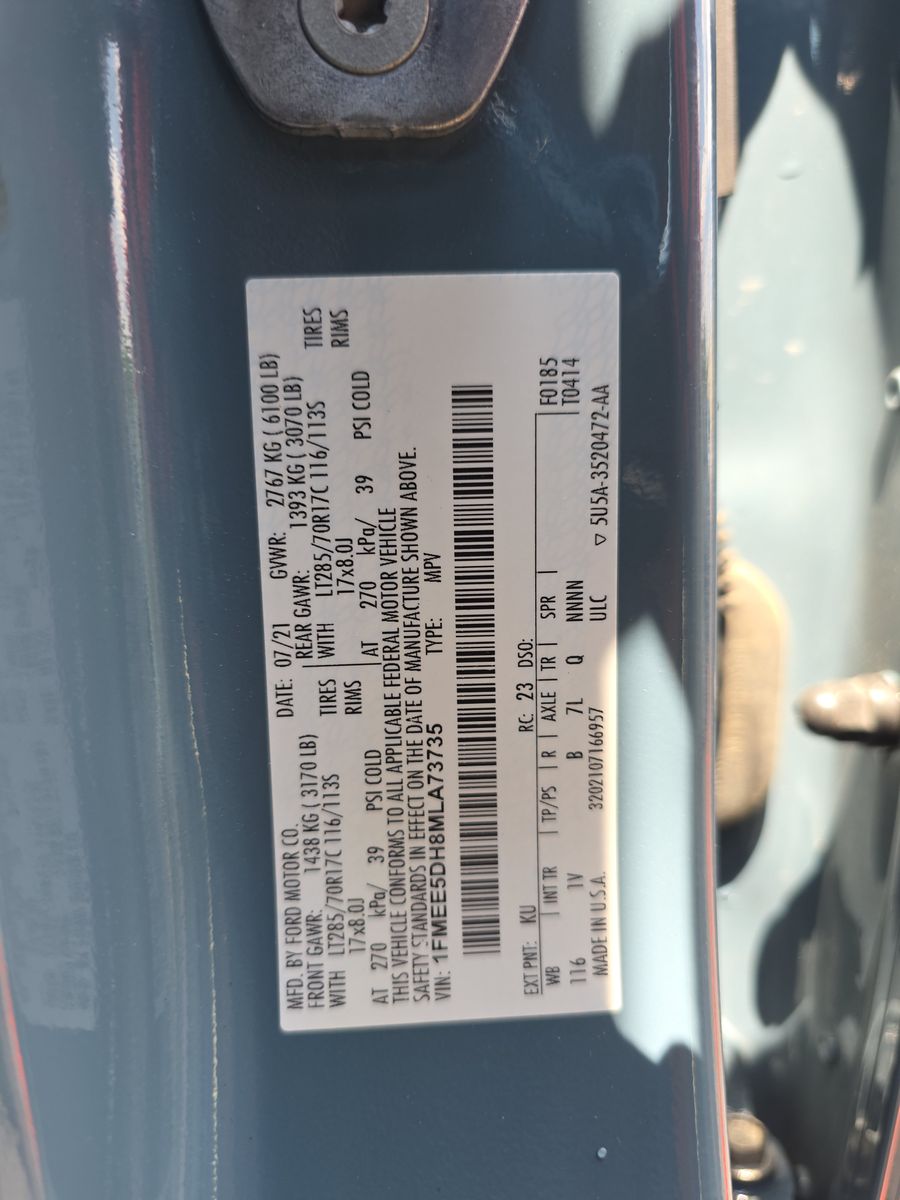 MFD. BY FORD MOTOR CO. DATE: 07/21 GVWR: 2767 KG ( 6100 LB)
FRONT GAWR: 1438 KG ( 3170 LB) REAR GAWR: 1393 KG ( 3070 LB)
WITH LT285/70R17C 116/113S TIRES WITH LT285/70R17C 116/113S TIRES
17x8.0J RIMS 17x8.0J RIMS
AT 270 kPa/ 39 PSI COLD AT 270 kPa/ 39 PSI COLD
THIS VEHICLE CONFORMS TO ALL APPLICABLE FEDERAL MOTOR VEHICLE
SAFETY STANDARDS IN EFFECT ON THE DATE OF MANUFACTURE SHOWN ABOVE.
VIN: 1FMEE5DH8MLA73735 TYPE: MPV
EXT PNT: KU RC: 23 DSO:
WB INT TR TP/PS R AXLE TR SPR F0185
116 1V B 7L Q NNNN T0414
MADE IN U.S.A. 3202107166957 ULC ▽ 5U5A-3520472-AA